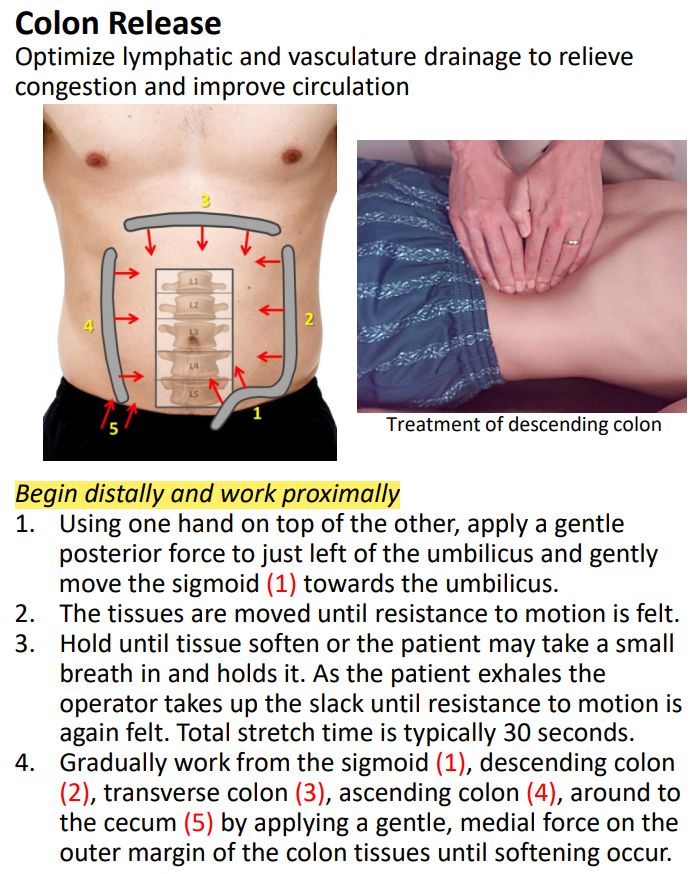 Colon Release
Optimize lymphatic and vasculature drainage to relieve
congestion and improve circulation
3
L1
L2
2
L3
4
L4
L5
1
5
Treatment of descending colon
Begin distally and work proximally
1. Using one hand on top of the other, apply a gentle
posterior force to just left of the umbilicus and gently
move the sigmoid (1) towards the umbilicus.
2. The tissues are moved until resistance to motion is felt.
3. Hold until tissue soften or the patient may take a small
breath in and holds it. As the patient exhales the
operator takes up the slack until resistance to motion is
again felt. Total stretch time is typically 30 seconds.
4. Gradually work from the sigmoid (1), descending colon
(2), transverse colon (3), ascending colon (4), around to
the cecum (5) by applying a gentle, medial force on the
outer margin of the colon tissues until softening occur.